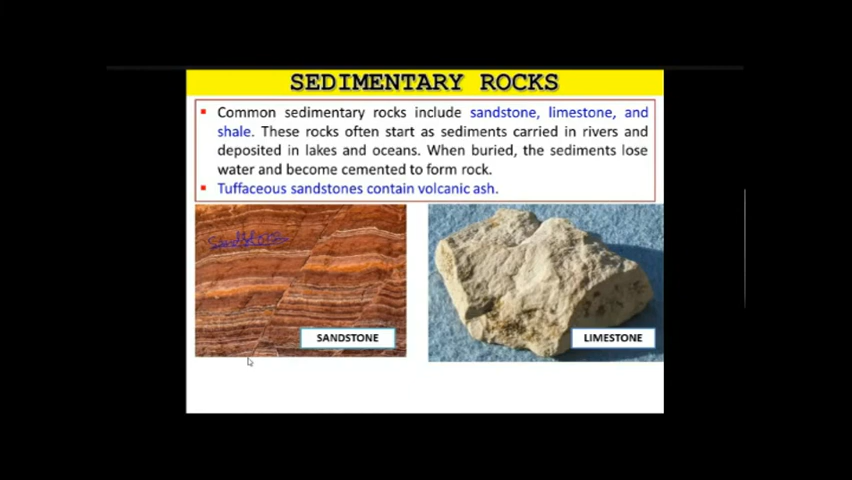 SEDIMENTARY ROCKS
Common sedimentary rocks include sandstone, limestone, and
shale. These rocks often start as sediments carried in rivers and
deposited in lakes and oceans. When buried, the sediments lose
water and become cemented to form rock.
Tuffaceous sandstones contain volcanic ash.
Sandstone
SANDSTONE
LIMESTONE